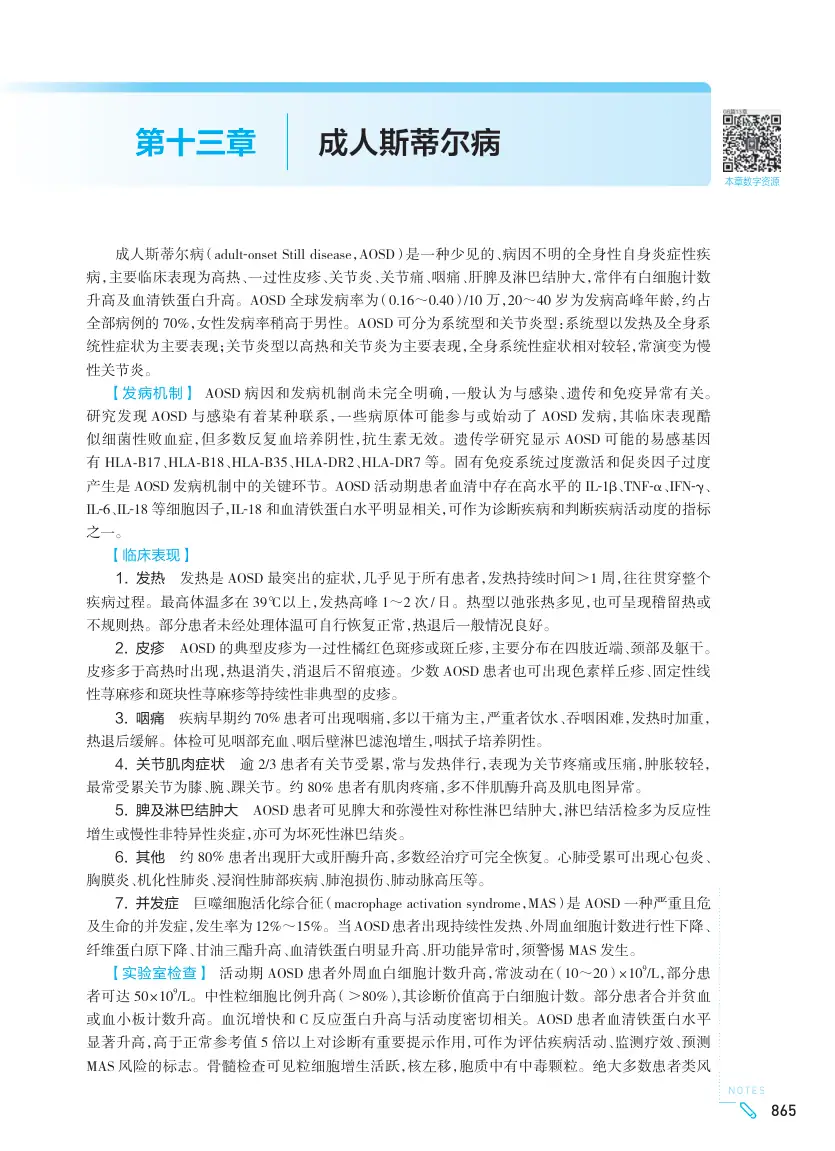 第十三章 成人斯蒂尔病
本章数字资源
成人斯蒂尔病（adult-onset Still disease，AOSD）是一种少见的、病因不明的全身性自身炎症性疾
病，主要临床表现为高热、一过性皮疹、关节炎、关节痛、咽痛、肝脾及淋巴结肿大，常伴有白细胞计数
升高及血清铁蛋白升高。AOSD 全球发病率为（0.16～0.40）/10 万，20～40 岁为发病高峰年龄，约占
全部病例的 70%，女性发病率稍高于男性。AOSD 可分为系统型和关节炎型：系统型以发热及全身系
统性症状为主要表现；关节炎型以高热和关节炎为主要表现，全身系统性症状相对较轻，常演变为慢
性关节炎。
【发病机制】 AOSD 病因和发病机制尚未完全明确，一般认为与感染、遗传和免疫异常有关。
研究发现 AOSD 与感染有着某种联系，一些病原体可能参与或始动了 AOSD 发病，其临床表现酷
似细菌性败血症，但多数反复血培养阴性，抗生素无效。遗传学研究显示 AOSD 可能的易感基因
有 HLA-B17、HLA-B18、HLA-B35、HLA-DR2、HLA-DR7 等。固有免疫系统过度激活和促炎因子过度
产生是 AOSD 发病机制中的关键环节。AOSD 活动期患者血清中存在高水平的 IL-1β、TNF-α、IFN-γ、
IL-6、IL-18 等细胞因子，IL-18 和血清铁蛋白水平明显相关，可作为诊断疾病和判断疾病活动度的指标
之一。
【临床表现】
1. 发热 发热是 AOSD 最突出的症状，几乎见于所有患者，发热持续时间＞1 周，往往贯穿整个
疾病过程。最高体温多在 39℃以上，发热高峰 1～2 次 / 日。热型以弛张热多见，也可呈现稽留热或
不规则热。部分患者未经处理体温可自行恢复正常，热退后一般情况良好。
2. 皮疹 AOSD 的典型皮疹为一过性橘红色斑疹或斑丘疹，主要分布在四肢近端、颈部及躯干。
皮疹多于高热时出现，热退消失，消退后不留痕迹。少数 AOSD 患者也可出现色素样丘疹、固定性线
性荨麻疹和斑块性荨麻疹等持续性非典型的皮疹。
3. 咽痛 疾病早期约 70% 患者可出现咽痛，多以干痛为主，严重者饮水、吞咽困难，发热时加重，
热退后缓解。体检可见咽部充血、咽后壁淋巴滤泡增生，咽拭子培养阴性。
4. 关节肌肉症状 逾 2/3 患者有关节受累，常与发热伴行，表现为关节疼痛或压痛，肿胀较轻，
最常受累关节为膝、腕、踝关节。约 80% 患者有肌肉疼痛，多不伴肌酶升高及肌电图异常。
5. 脾及淋巴结肿大 AOSD 患者可见脾大和弥漫性对称性淋巴结肿大，淋巴结活检多为反应性
增生或慢性非特异性炎症，亦可为坏死性淋巴结炎。
6. 其他 约 80% 患者出现肝大或肝酶升高，多数经治疗可完全恢复。心肺受累可出现心包炎、
胸膜炎、机化性肺炎、浸润性肺部疾病、肺泡损伤、肺动脉高压等。
7. 并发症 巨噬细胞活化综合征（macrophage activation syndrome，MAS）是 AOSD 一种严重且危
及生命的并发症，发生率为 12%～15%。当 AOSD 患者出现持续性发热、外周血细胞计数进行性下降、
纤维蛋白原下降、甘油三酯升高、血清铁蛋白明显升高、肝功能异常时，须警惕 MAS 发生。
【实验室检查】 活动期 AOSD 患者外周血白细胞计数升高，常波动在（10～20）×10⁹/L，部分患
者可达 50×10⁹/L。中性粒细胞比例升高（＞80%），其诊断价值高于白细胞计数。部分患者合并贫血
或血小板计数升高。血沉增快和 C 反应蛋白升高与活动度密切相关。AOSD 患者血清铁蛋白水平
显著升高，高于正常参考值 5 倍以上对诊断有重要提示作用，可作为评估疾病活动、监测疗效、预测
MAS 风险的标志。骨髓检查可见粒细胞增生活跃，核左移，胞质中有中毒颗粒。绝大多数患者类风
NOTES
865